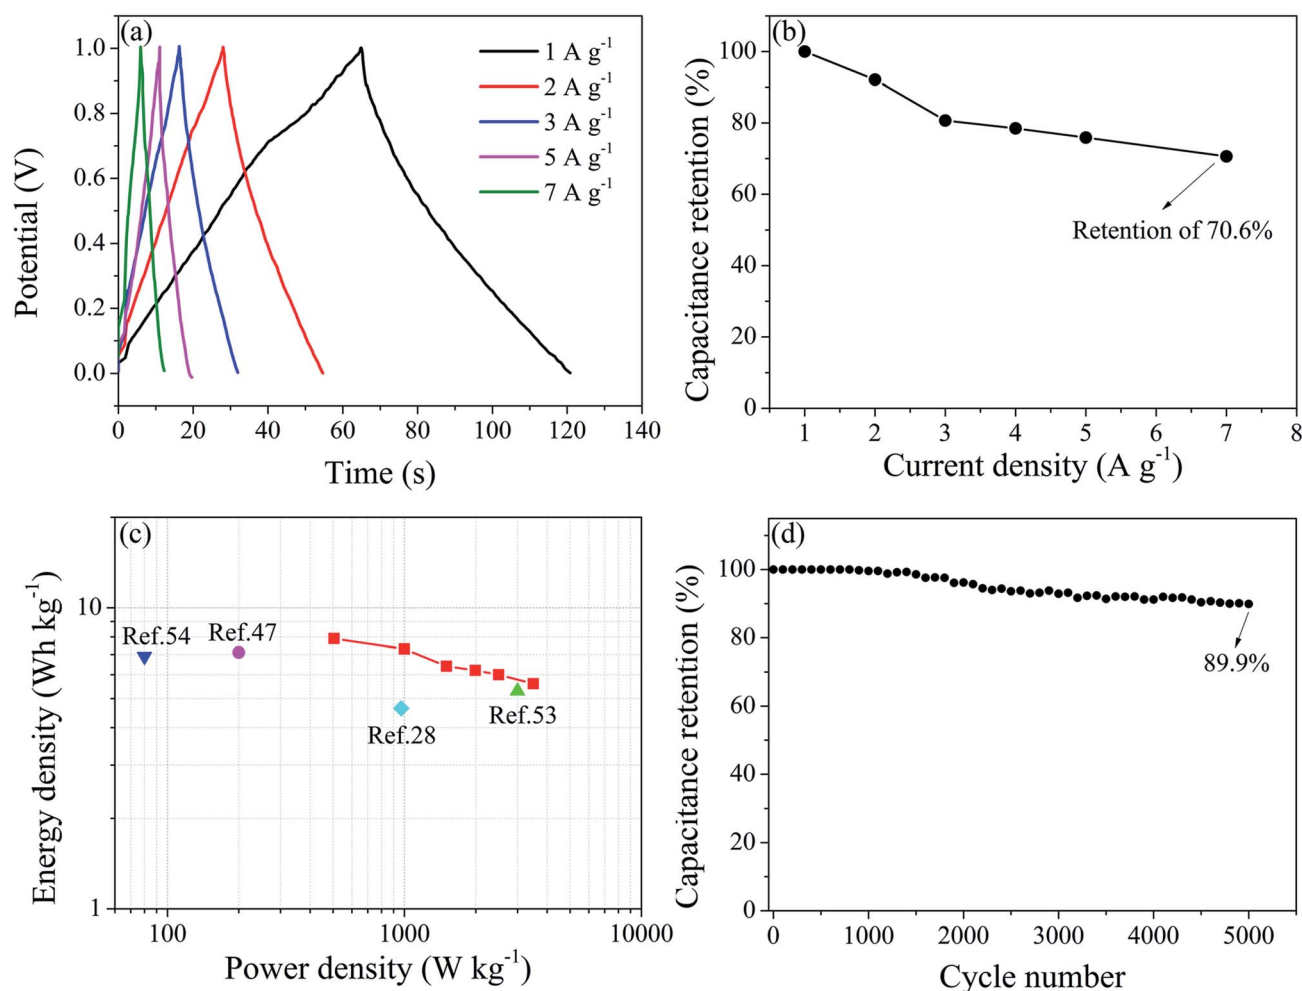 (a)
1 A g⁻¹
2 A g⁻¹
3 A g⁻¹
5 A g⁻¹
7 A g⁻¹
1.0
0.8
0.6
0.4
0.2
0.0
Potential (V)
0 20 40 60 80 100 120 140
Time (s)
(b)
100
80
60
40
20
0
Capacitance retention (%)
Retention of 70.6%
1 2 3 4 5 6 7 8
Current density (A g⁻¹)
(c)
10
1
Energy density (Wh kg⁻¹)
Ref.54
Ref.47
Ref.28
Ref.53
100 1000 10000
Power density (W kg⁻¹)
(d)
100
80
60
40
20
0
Capacitance retention (%)
89.9%
0 1000 2000 3000 4000 5000
Cycle number